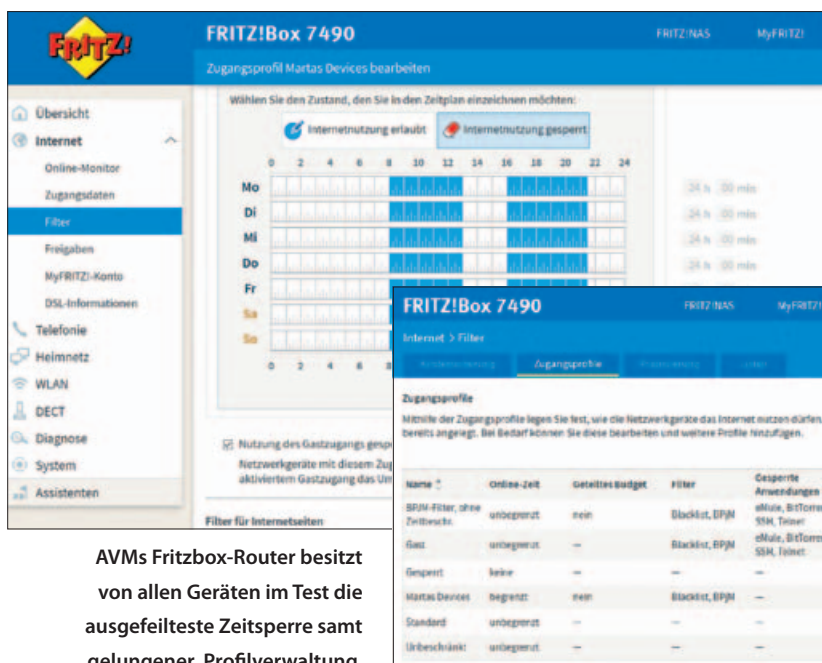 FRITZ!
FRITZ!Box 7490
FRITZ!NAS MyFRITZ!
Zugangsprofil Martas Devices bearbeiten
Übersicht
Internet
Online-Monitor
Zugangsdaten
Filter
Freigaben
MyFRITZ!-Konto
DSL-Informationen
Telefonie
Heimnetz
WLAN
DECT
Diagnose
System
Assistenten
Wählen Sie den Zustand, den Sie in den Zeitplan einzeichnen möchten:
Internetnutzung erlaubt Internetnutzung gesperrt
0 2 4 6 8 10 12 14 16 18 20 22 24
Mo
24 h 00 min
Di
24 h 00 min
Mi
24 h 00 min
Do
24 h 00 min
Fr
Sa
So
0 2 4 6 8
Nutzung des Gastzugangs
Netzwerkgeräte mit diesem
aktiviertem Gastzugang das
Filter für Internetseiten
FRITZ!Box 7490
FRITZ!NAS MyFRITZ!
Internet > Filter
Zugangsprofile
Zugangsprofile
Mithilfe der Zugangsprofile legen Sie fest, wie die Netzwerkgeräte das Internet nutzen dürfen.
bereits angelegt. Bei Bedarf können Sie diese bearbeiten und weitere Profile hinzufügen.
Name Online-Zeit Geteiltes Budget Filter Gesperrte Anwendungen
BPJM-Filter, ohne Zeitbeschr. unbegrenzt nein Blacklist, BPjM eMule, BitTorren SSH, Telnet
Gast unbegrenzt — Blacklist, BPjM eMule, BitTorren SSH, Telnet
Gesperrt keine — — —
Martas Devices begrenzt nein Blacklist, BPjM —
Standard unbegrenzt — — —
Unbeschränkt unbegrenzt — — —
AVMs Fritzbox-Router besitzt
von allen Geräten im Test die
ausgefeilteste Zeitsperre samt
gelungener Profilverwaltung.